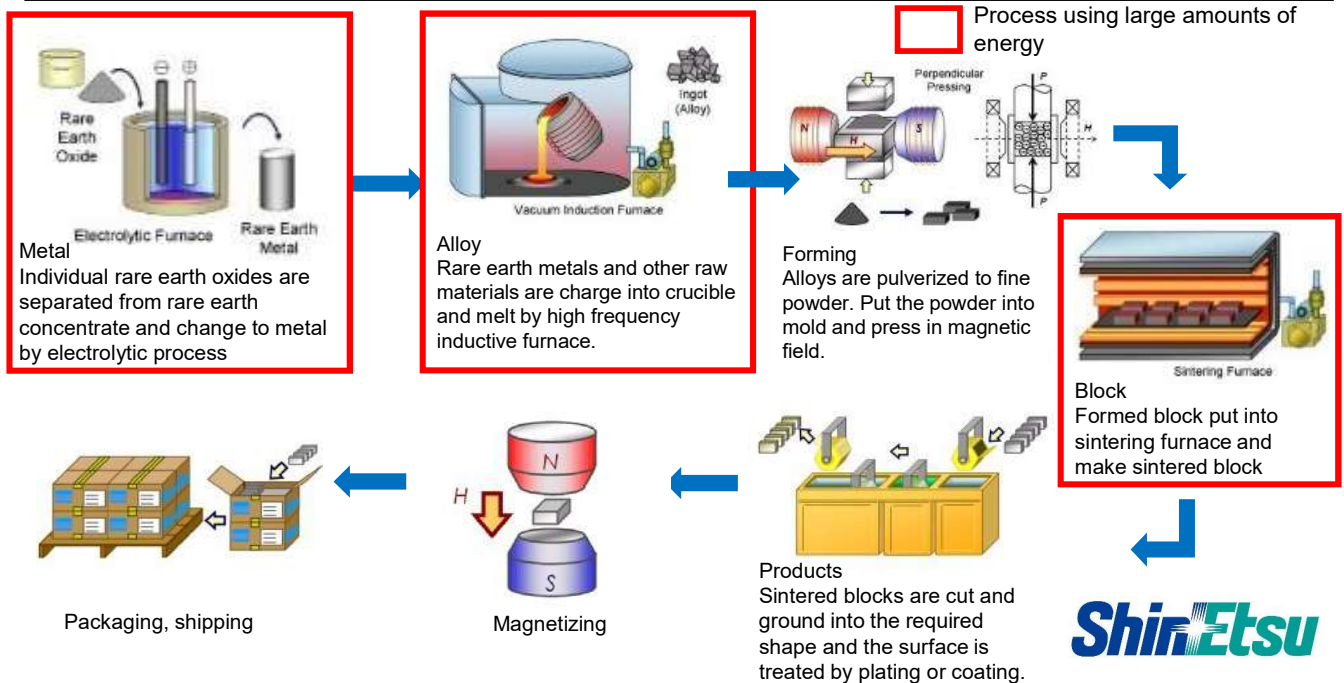 Process using large amounts of
energy
Rare
Earth
Oxide
Electrolytic Furnace
Rare Earth
Metal
Metal
Individual rare earth oxides are
separated from rare earth
concentrate and change to metal
by electrolytic process
Ingot
(Alloy)
Vacuum Induction Furnace
Alloy
Rare earth metals and other raw
materials are charge into crucible
and melt by high frequency
inductive furnace.
Perpendicular
Pressing
N
H
S
P
H
P
Forming
Alloys are pulverized to fine
powder. Put the powder into
mold and press in magnetic
field.
Sintering Furnace
Block
Formed block put into
sintering furnace and
make sintered block
Products
Sintered blocks are cut and
ground into the required
shape and the surface is
treated by plating or coating.
N
H
S
Magnetizing
Packaging, shipping
ShinEtsu